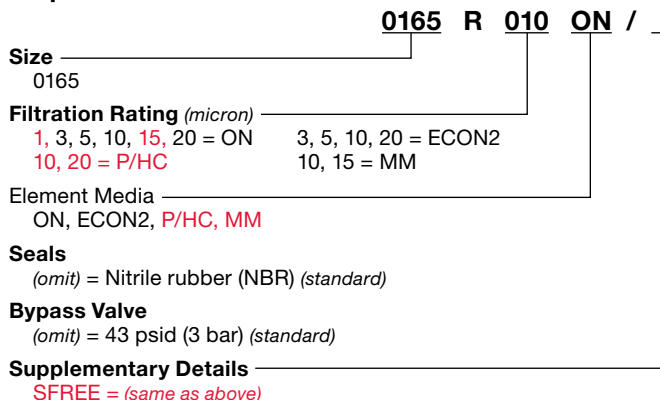 0165 R 010 ON /
Size
0165
Filtration Rating (micron)
1, 3, 5, 10, 15, 20 = ON 3, 5, 10, 20 = ECON2
10, 20 = P/HC 10, 15 = MM
Element Media
ON, ECON2, P/HC, MM
Seals
(omit) = Nitrile rubber (NBR) (standard)
Bypass Valve
(omit) = 43 psid (3 bar) (standard)
Supplementary Details
SFREE = (same as above)